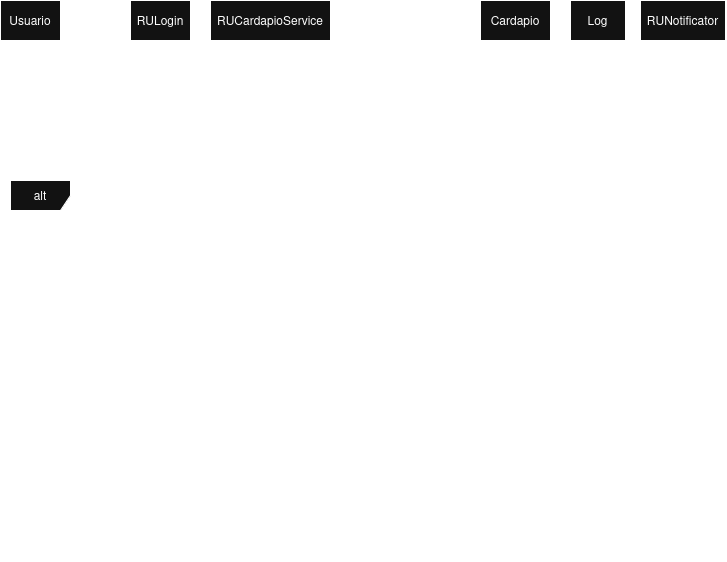 Usuario
RULogin
RUCardapioService
Cardapio
Log
RUNotificator
alt